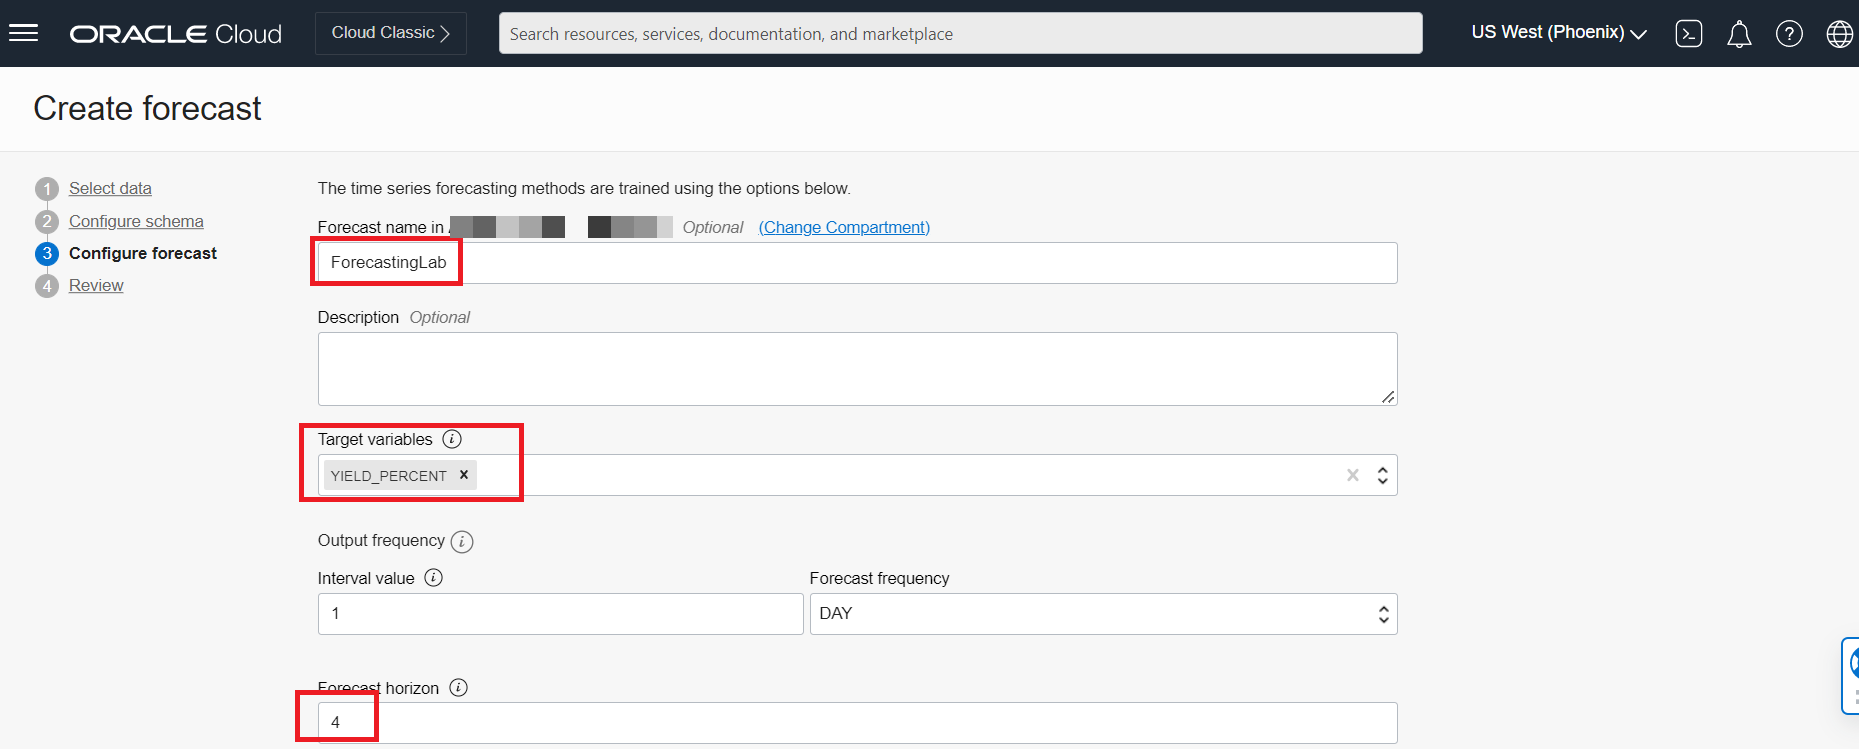 ORACLE Cloud
Cloud Classic
Search resources, services, documentation, and marketplace
US West (Phoenix)
Create forecast
1 Select data
2 Configure schema
3 Configure forecast
4 Review
The time series forecasting methods are trained using the options below.
Forecast name in Optional (Change Compartment)
ForecastingLab
Description Optional
Target variables
YIELD_PERCENT
Output frequency
Interval value
Forecast frequency
1
DAY
Forecast horizon
4